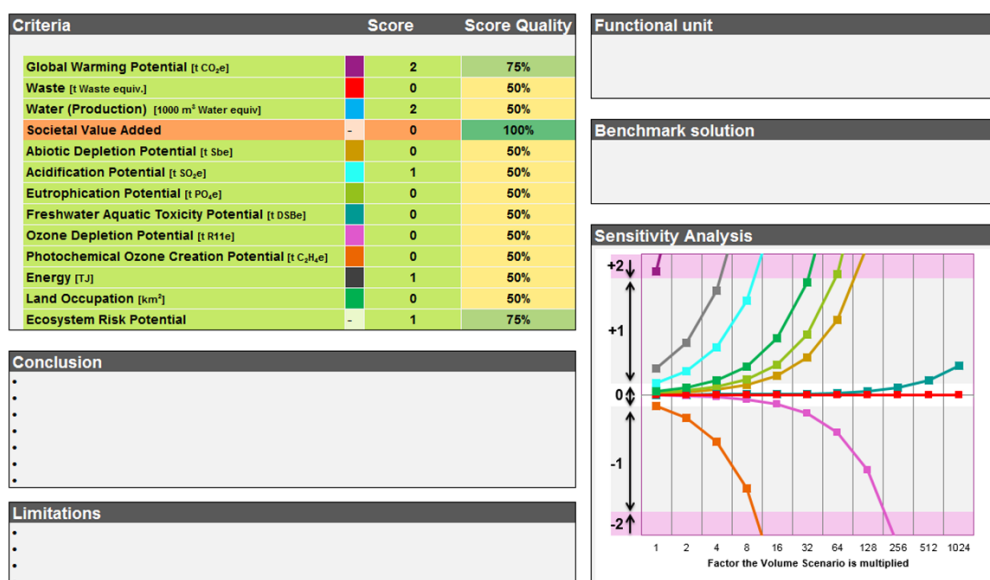 Criteria Score Score Quality
Global Warming Potential [t CO₂e] 2 75%
Waste [t Waste equiv.] 0 50%
Water (Production) [1000 m³ Water equiv] 2 50%
Societal Value Added - 0 100%
Abiotic Depletion Potential [t Sbe] 0 50%
Acidification Potential [t SO₂e] 1 50%
Eutrophication Potential [t PO₄e] 0 50%
Freshwater Aquatic Toxicity Potential [t DSBe] 0 50%
Ozone Depletion Potential [t R11e] 0 50%
Photochemical Ozone Creation Potential [t C₂H₄e] 0 50%
Energy [TJ] 1 50%
Land Occupation [km²] 0 50%
Ecosystem Risk Potential - 1 75%
Conclusion
•
•
•
•
•
•
•
Limitations
•
•
•
Functional unit
Benchmark solution
Sensitivity Analysis
+2
+1
0
-1
-2
1 2 4 8 16 32 64 128 256 512 1024
Factor the Volume Scenario is multiplied